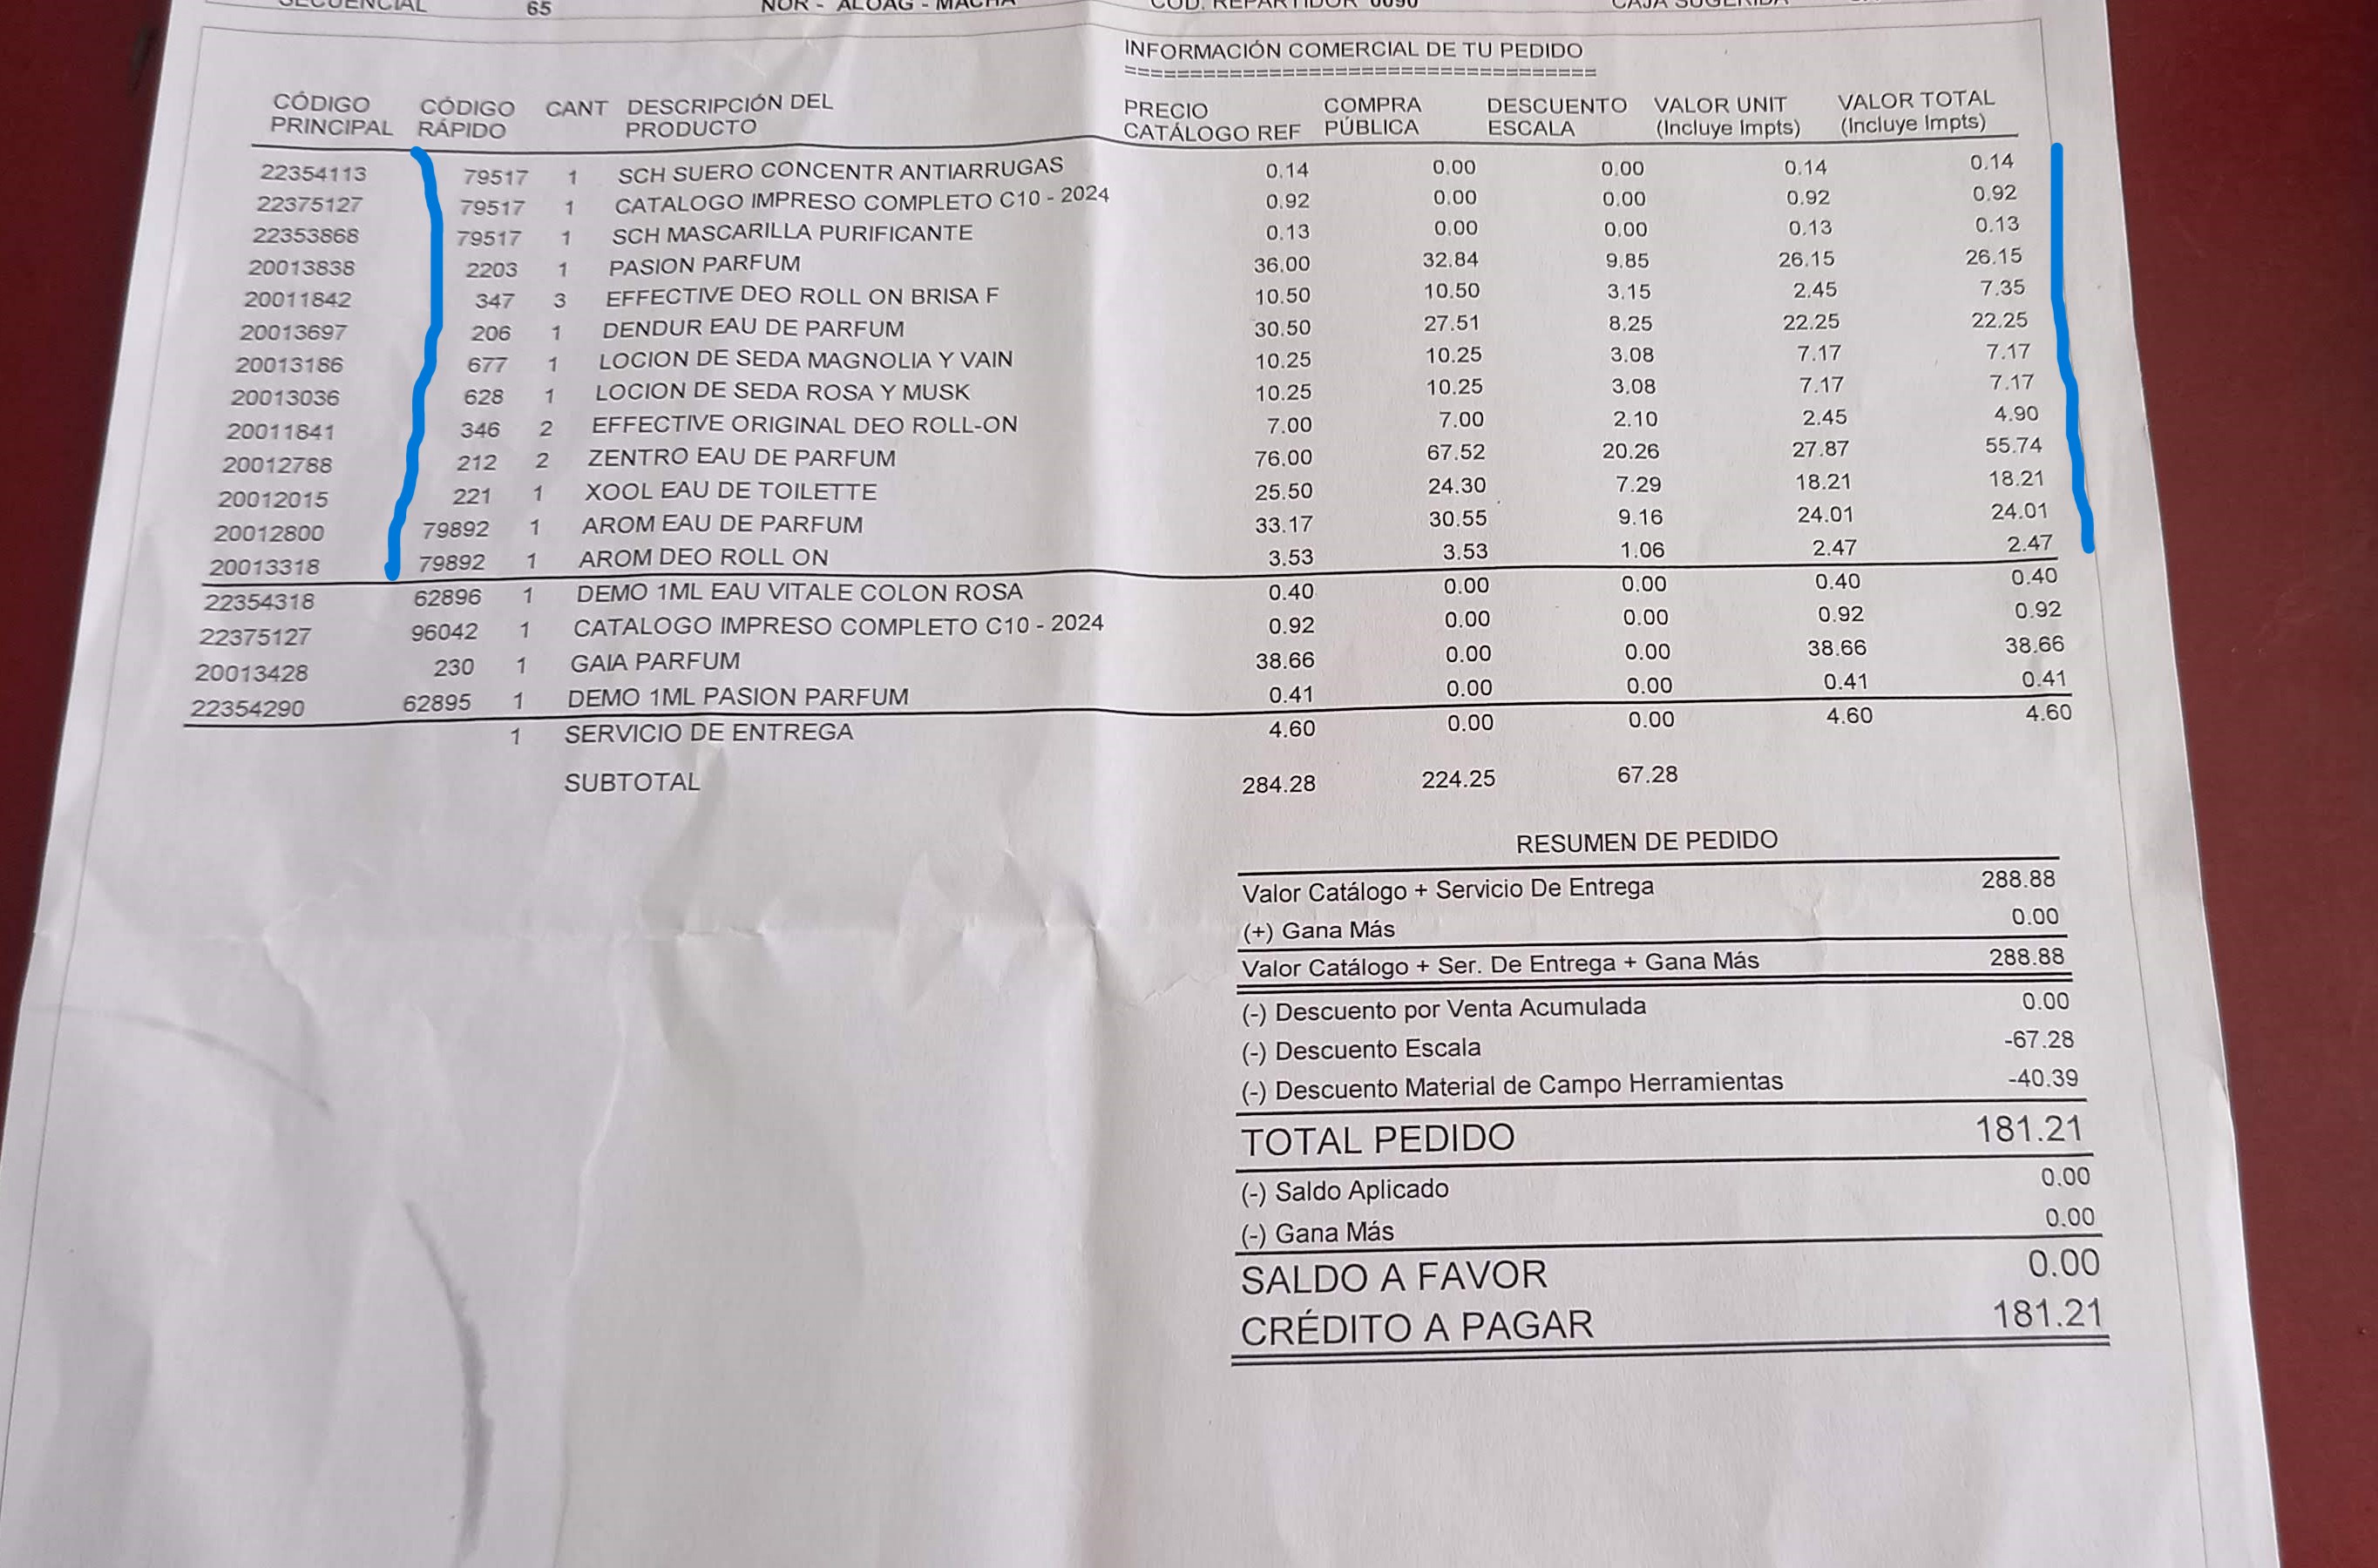 SECUENCIAL 65 NOR - ALOAG - MACHA COD. REPARTIDOR 0090 CAJA SUGERIDA
INFORMACIÓN COMERCIAL DE TU PEDIDO
====================================
CÓDIGO PRINCIPAL CÓDIGO RÁPIDO CANT DESCRIPCIÓN DEL PRODUCTO PRECIO CATÁLOGO REF COMPRA PÚBLICA DESCUENTO ESCALA VALOR UNIT (Incluye Impts) VALOR TOTAL (Incluye Impts)
22354113 79517 1 SCH SUERO CONCENTR ANTIARRUGAS 0.14 0.00 0.00 0.14 0.14
22375127 79517 1 CATALOGO IMPRESO COMPLETO C10 - 2024 0.92 0.00 0.00 0.92 0.92
22353868 79517 1 SCH MASCARILLA PURIFICANTE 0.13 0.00 0.00 0.13 0.13
20013838 2203 1 PASION PARFUM 36.00 32.84 9.85 26.15 26.15
20011842 347 3 EFFECTIVE DEO ROLL ON BRISA F 10.50 10.50 3.15 2.45 7.35
20013697 206 1 DENDUR EAU DE PARFUM 30.50 27.51 8.25 22.25 22.25
20013186 677 1 LOCION DE SEDA MAGNOLIA Y VAIN 10.25 10.25 3.08 7.17 7.17
20013036 628 1 LOCION DE SEDA ROSA Y MUSK 10.25 10.25 3.08 7.17 7.17
20011841 346 2 EFFECTIVE ORIGINAL DEO ROLL-ON 7.00 7.00 2.10 2.45 4.90
20012788 212 2 ZENTRO EAU DE PARFUM 76.00 67.52 20.26 27.87 55.74
20012015 221 1 XOOL EAU DE TOILETTE 25.50 24.30 7.29 18.21 18.21
20012800 79892 1 AROM EAU DE PARFUM 33.17 30.55 9.16 24.01 24.01
20013318 79892 1 AROM DEO ROLL ON 3.53 3.53 1.06 2.47 2.47
22354318 62896 1 DEMO 1ML EAU VITALE COLON ROSA 0.40 0.00 0.00 0.40 0.40
22375127 96042 1 CATALOGO IMPRESO COMPLETO C10 - 2024 0.92 0.00 0.00 0.92 0.92
20013428 230 1 GAIA PARFUM 38.66 0.00 0.00 38.66 38.66
22354290 62895 1 DEMO 1ML PASION PARFUM 0.41 0.00 0.00 0.41 0.41
1 SERVICIO DE ENTREGA 4.60 0.00 0.00 4.60 4.60
SUBTOTAL 284.28 224.25 67.28
RESUMEN DE PEDIDO
Valor Catálogo + Servicio De Entrega 288.88
(+) Gana Más 0.00
Valor Catálogo + Ser. De Entrega + Gana Más 288.88
(-) Descuento por Venta Acumulada 0.00
(-) Descuento Escala -67.28
(-) Descuento Material de Campo Herramientas -40.39
TOTAL PEDIDO 181.21
(-) Saldo Aplicado 0.00
(-) Gana Más 0.00
SALDO A FAVOR 0.00
CRÉDITO A PAGAR 181.21